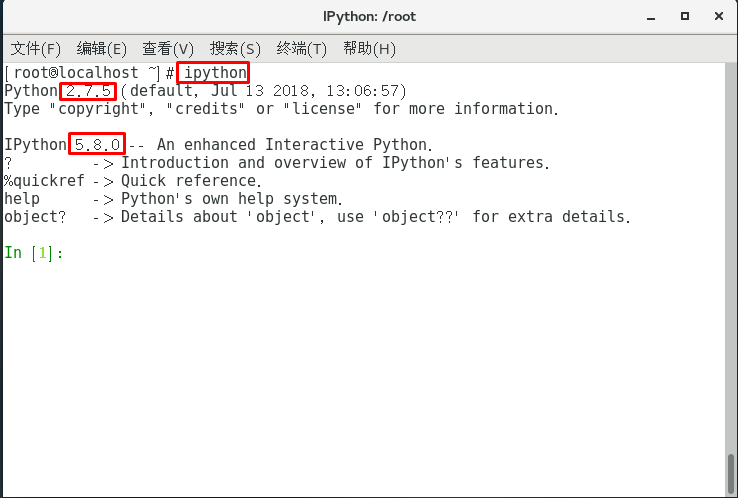 IPython: /root
文件(F) 编辑(E) 查看(V) 搜索(S) 终端(T) 帮助(H)
[root@localhost ~]# ipython
Python 2.7.5 (default, Jul 13 2018, 13:06:57)
Type "copyright", "credits" or "license" for more information.
IPython 5.8.0 -- An enhanced Interactive Python.
?         -> Introduction and overview of IPython's features.
%quickref -> Quick reference.
help      -> Python's own help system.
object?   -> Details about 'object', use 'object??' for extra details.
In [1]: